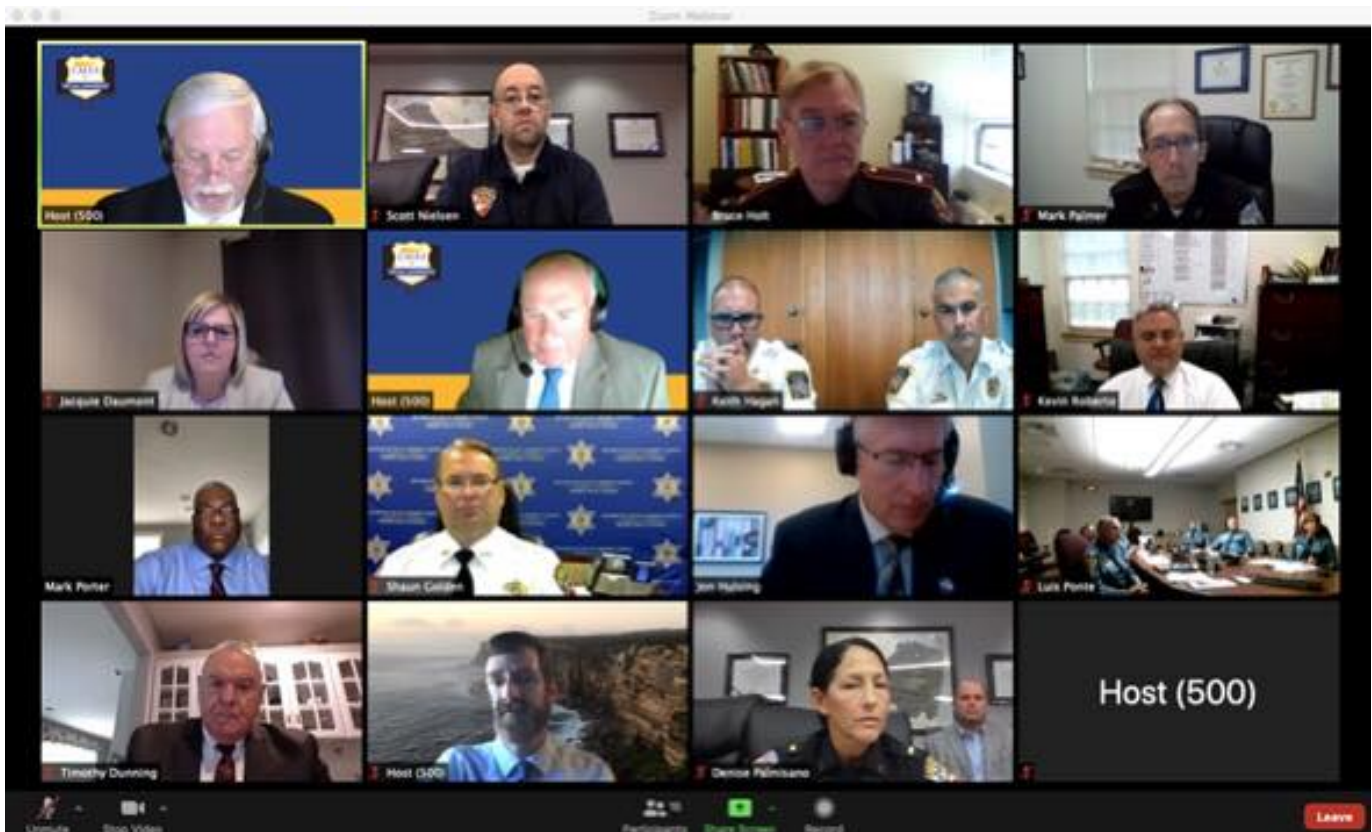 Zoom Webinar
Host (500)
Scott Nielsen
Bruce Holt
Mark Palmer
Jacquie Daumont
Host (500)
Keith Hagan
Kevin Roberts
Mark Porter
Shaun Golden
Jon Hulsing
Luis Ponte
Timothy Dunning
Host (500)
Denise Palmisano
Host (500)
Unmute
Stop Video
Participants
Share Screen
Record
Leave